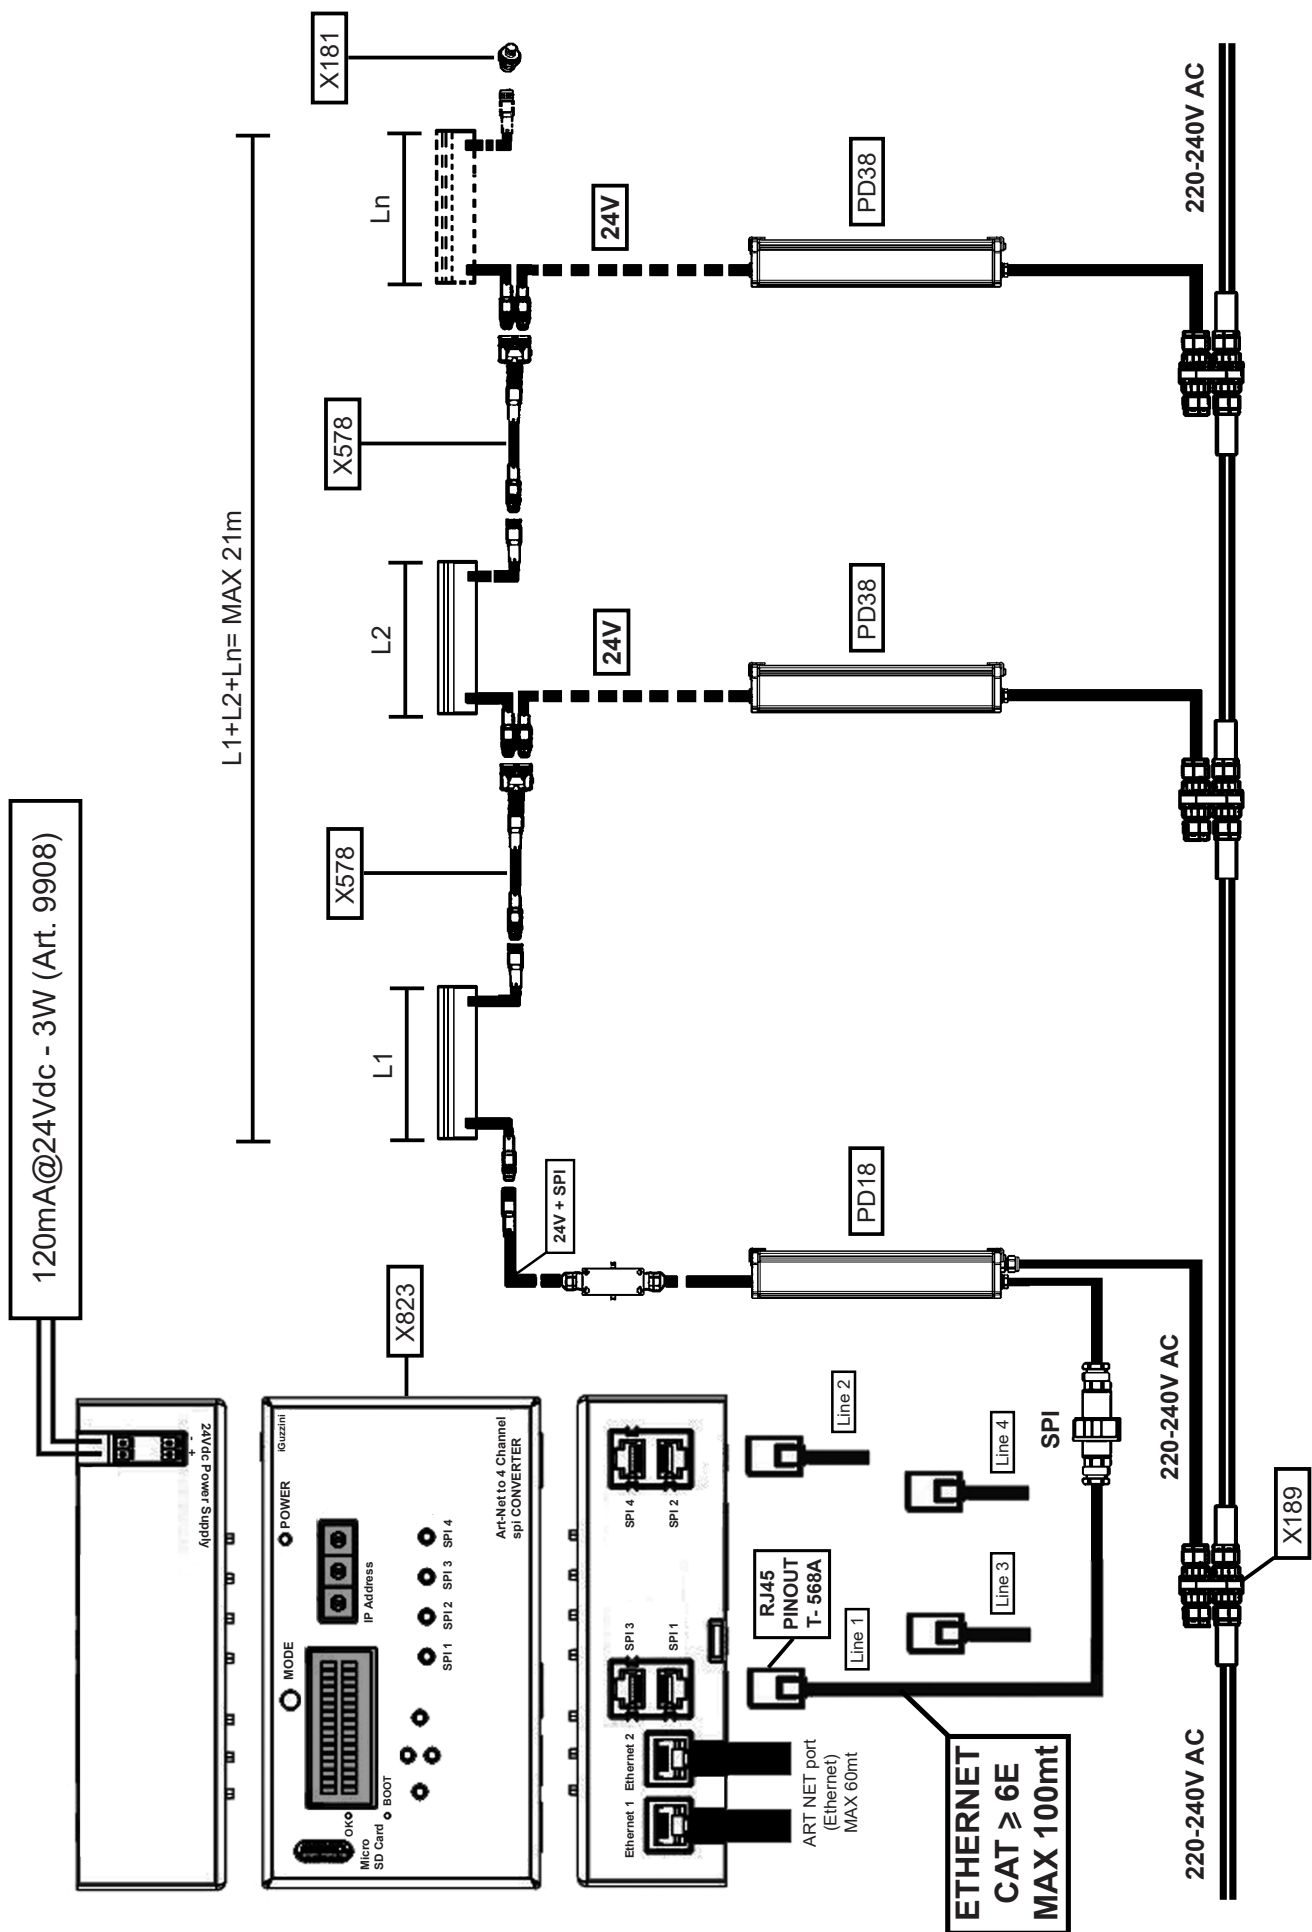 120mA@24Vdc - 3W (Art. 9908)
24Vdc Power Supply
- +
X823
iGuzzini
POWER
MODE
IP Address
OK
Micro
SD Card
BOOT
SPI 1
SPI 2
SPI 3
SPI 4
Art-Net to 4 Channel
spi CONVERTER
Ethernet 1
Ethernet 2
SPI 3
SPI 1
SPI 4
SPI 2
ART NET port
(Ethernet)
MAX 60mt
RJ45
PINOUT
T- 568A
Line 1
Line 2
Line 3
Line 4
ETHERNET
CAT ⩾ 6E
MAX 100mt
SPI
220-240V AC
220-240V AC
X189
L1+L2+Ln= MAX 21m
L1
L2
Ln
X578
X578
X181
24V + SPI
24V
24V
PD18
PD38
PD38
220-240V AC